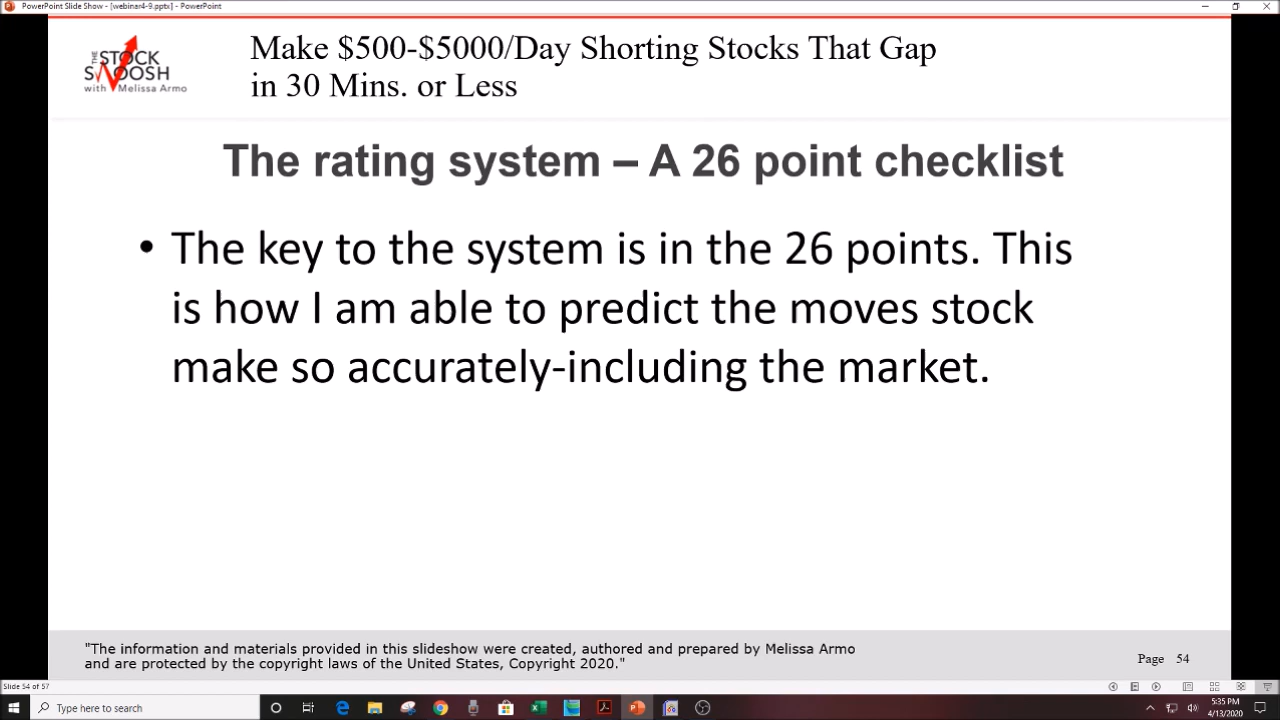 PowerPoint Slide Show - [webinar4-9.pptx] - PowerPoint
THE
STOCK
SWOOSH
with Melissa Armo
Make $500-$5000/Day Shorting Stocks That Gap
in 30 Mins. or Less
The rating system – A 26 point checklist
• The key to the system is in the 26 points. This
is how I am able to predict the moves stock
make so accurately-including the market.
"The information and materials provided in this slideshow were created, authored and prepared by Melissa Armo
and are protected by the copyright laws of the United States, Copyright 2020."
Page 54
Slide 54 of 57
Type here to search
5:35 PM
4/13/2020